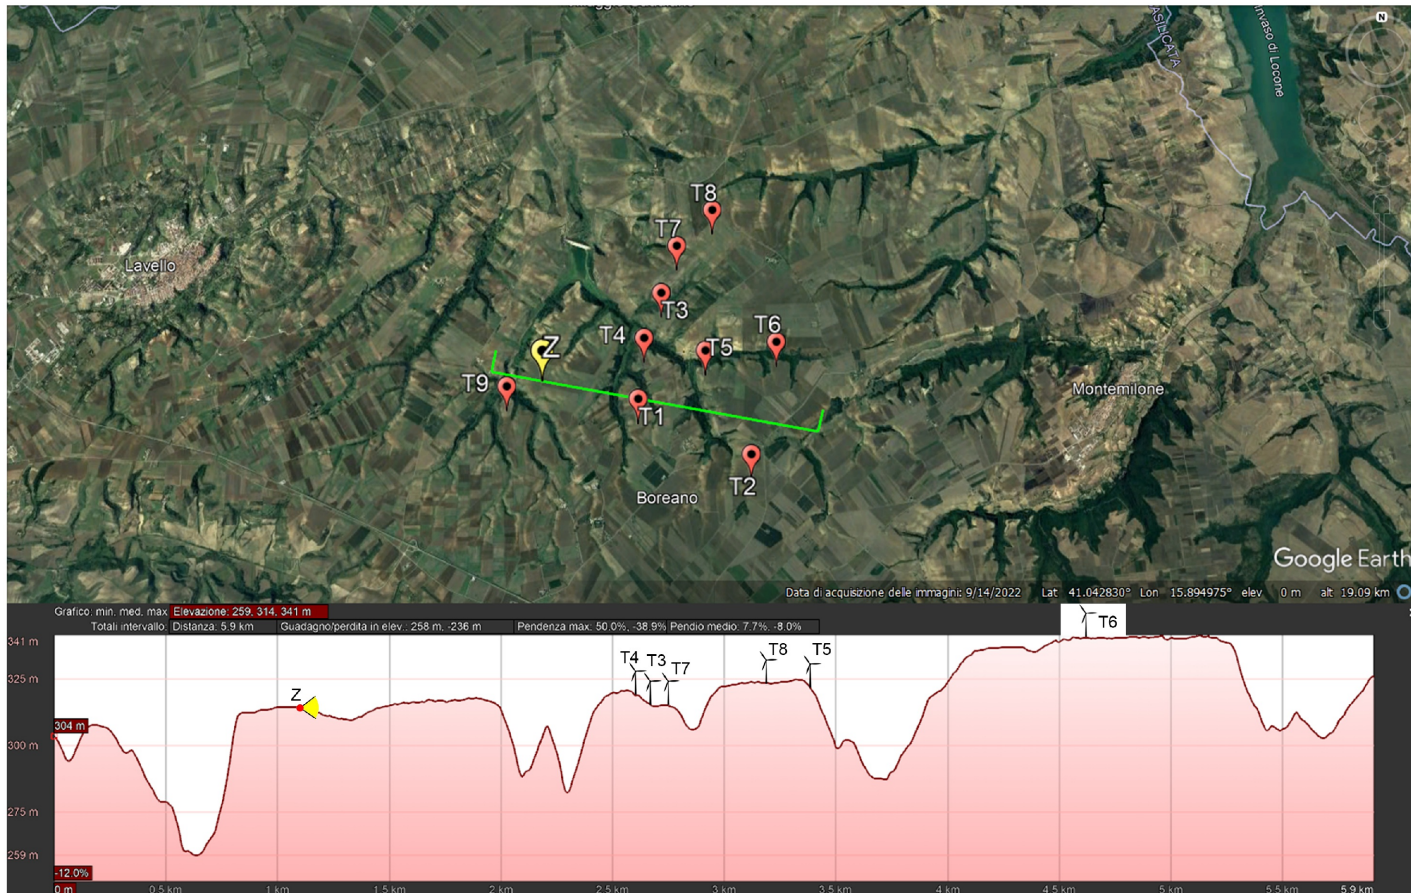 N
BASILICATA
Invaso di Locone
T8
T7
Lavello
T3
T4
T6
Z
T5
T9
Montemilone
T1
T2
Boreano
Google Earth
Data di acquisizione delle immagini: 9/14/2022 Lat 41.042830° Lon 15.894975° elev 0 m alt 19.09 km
Grafico: min. med. max Elevazione: 259, 314, 341 m
Totali intervallo: Distanza: 5.9 km Guadagno/perdita in elev.: 258 m, -236 m Pendenza max: 50.0%, -38.9% Pendio medio: 7.7%, -8.0%
341 m
T6
T4 T3 T7 T8 T5
325 m
Z
304 m
300 m
275 m
259 m
-12.0%
0 m 0.5 km 1 km 1.5 km 2 km 2.5 km 3 km 3.5 km 4 km 4.5 km 5 km 5.5 km 5.9 km